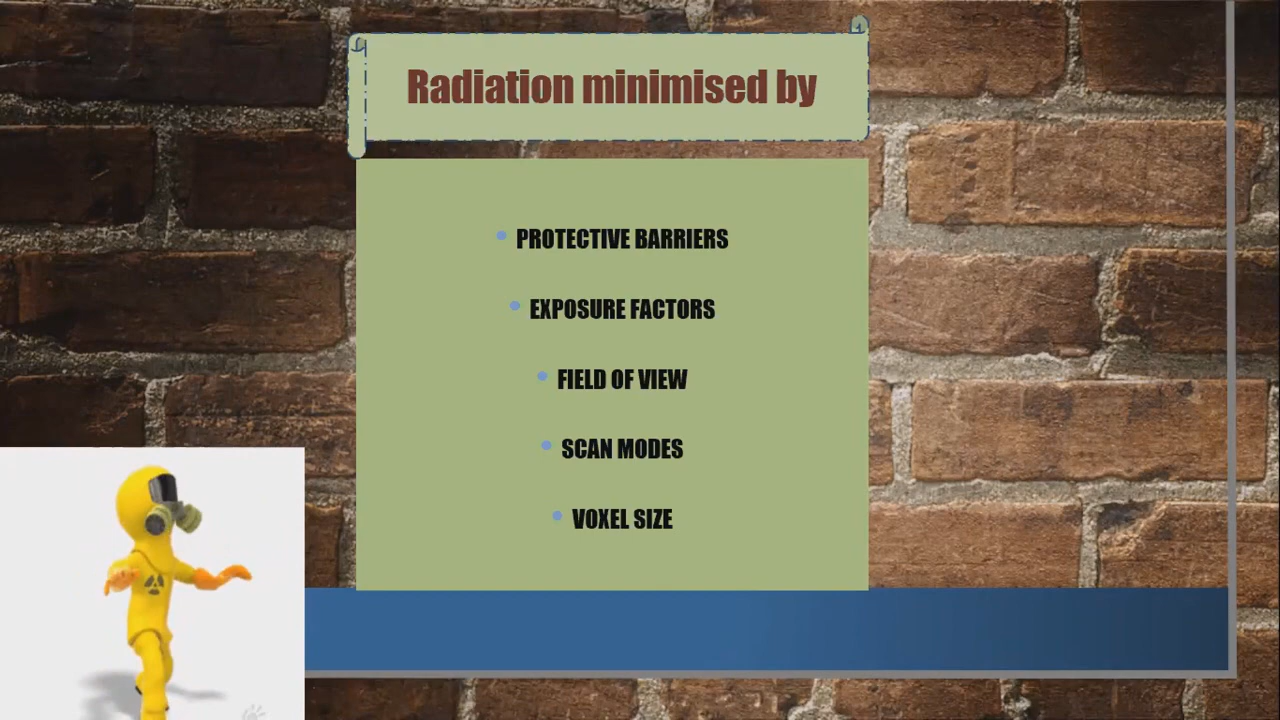 Radiation minimised by
PROTECTIVE BARRIERS
EXPOSURE FACTORS
FIELD OF VIEW
SCAN MODES
VOXEL SIZE